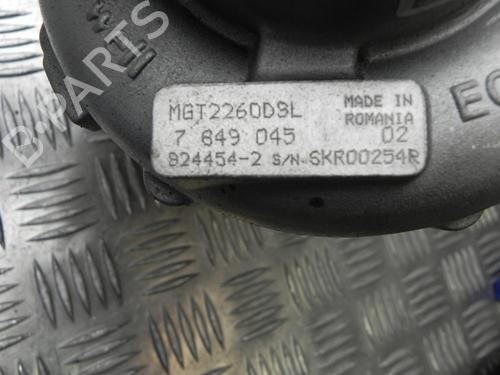 MGT2260DSL
7 849 045
824454-2 S/N-SKR00254R
MADE IN
ROMANIA
02